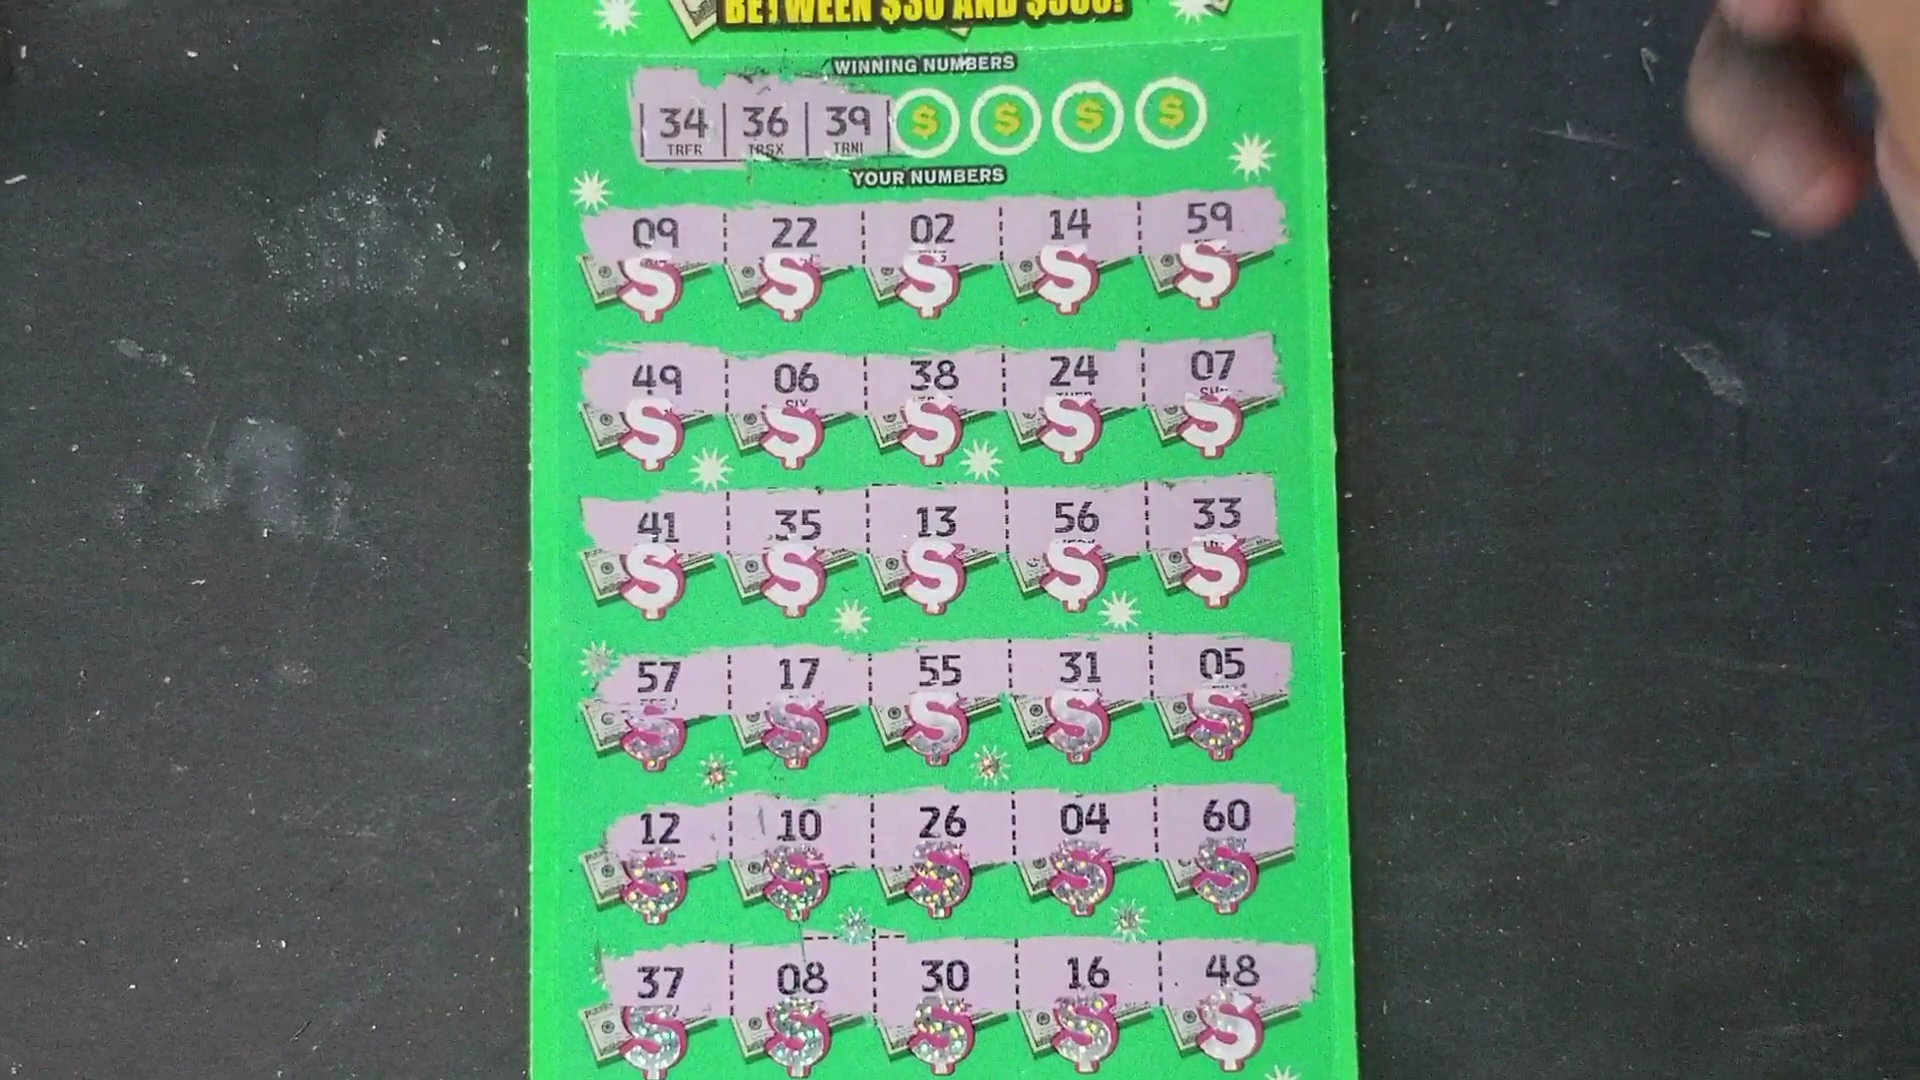 BETWEEN $30 AND $500!
WINNING NUMBERS
34 36 39 $ $ $ $
TRFR TRSX TRNI
YOUR NUMBERS
09 22 02 14 59
$ $ $ $ $
49 06 38 24 07
SIX
$ $ $ $ $
41 35 13 56 33
$ $ $ $ $
57 17 55 31 05
$ $ $ $ $
12 10 26 04 60
$ $ $ $ $
37 08 30 16 48
$ $ $ $ $